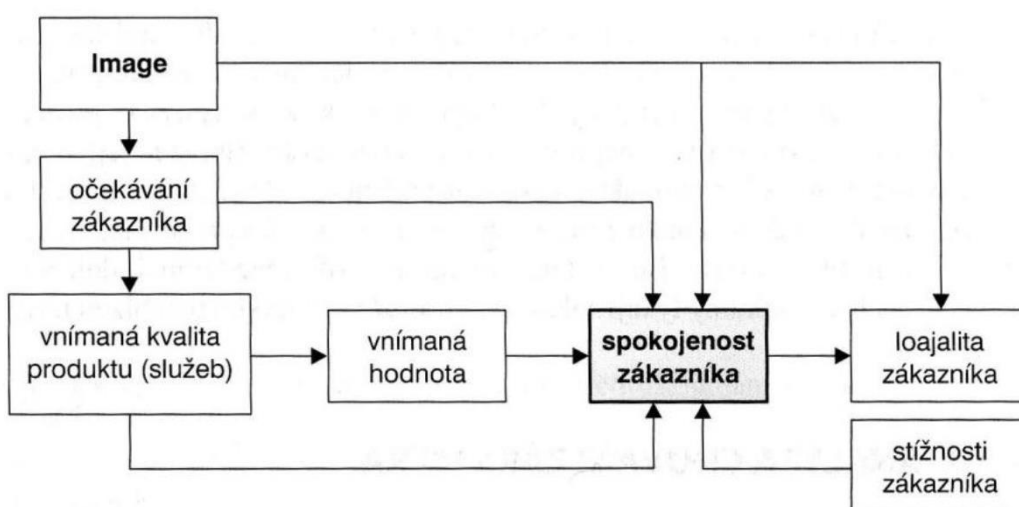 Image
očekávání
zákazníka
vnímaná kvalita
produktu (služeb)
vnímaná
hodnota
spokojenost
zákazníka
loajalita
zákazníka
stížnosti
zákazníka